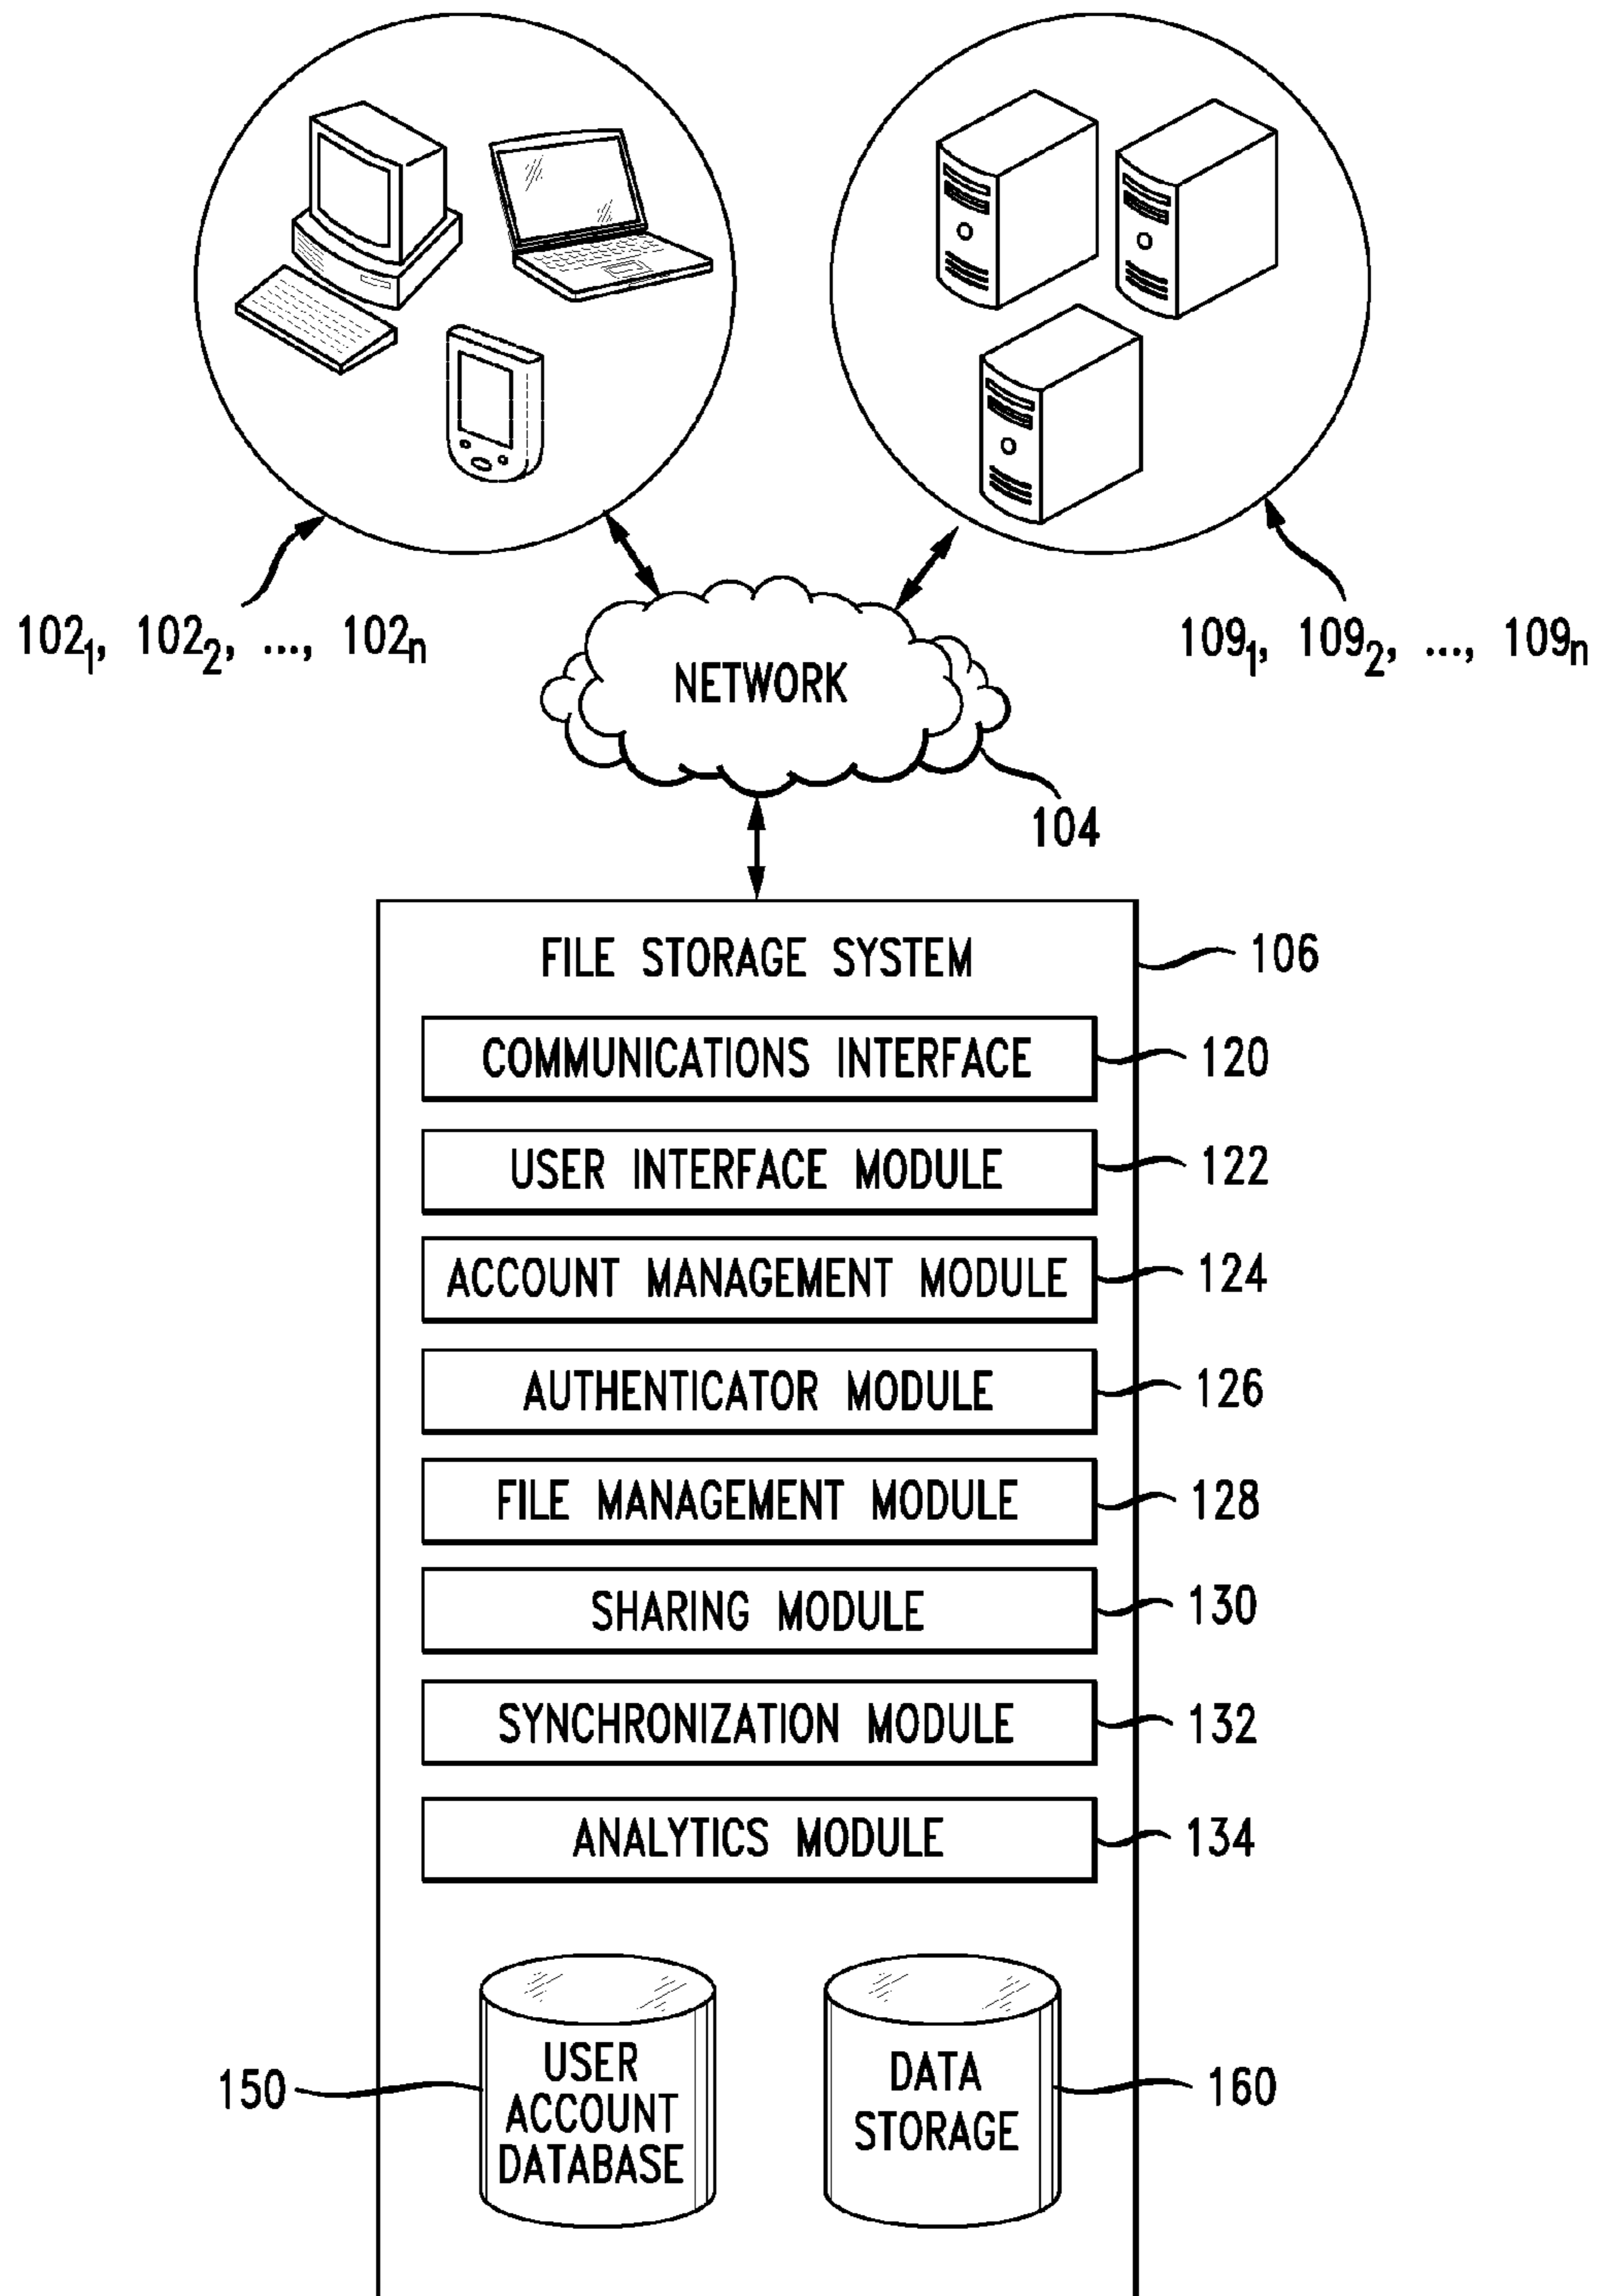 102₁, 102₂, ..., 102ₙ
109₁, 109₂, ..., 109ₙ
NETWORK
104
FILE STORAGE SYSTEM
106
COMMUNICATIONS INTERFACE
120
USER INTERFACE MODULE
122
ACCOUNT MANAGEMENT MODULE
124
AUTHENTICATOR MODULE
126
FILE MANAGEMENT MODULE
128
SHARING MODULE
130
SYNCHRONIZATION MODULE
132
ANALYTICS MODULE
134
150
USER
ACCOUNT
DATABASE
DATA
STORAGE
160